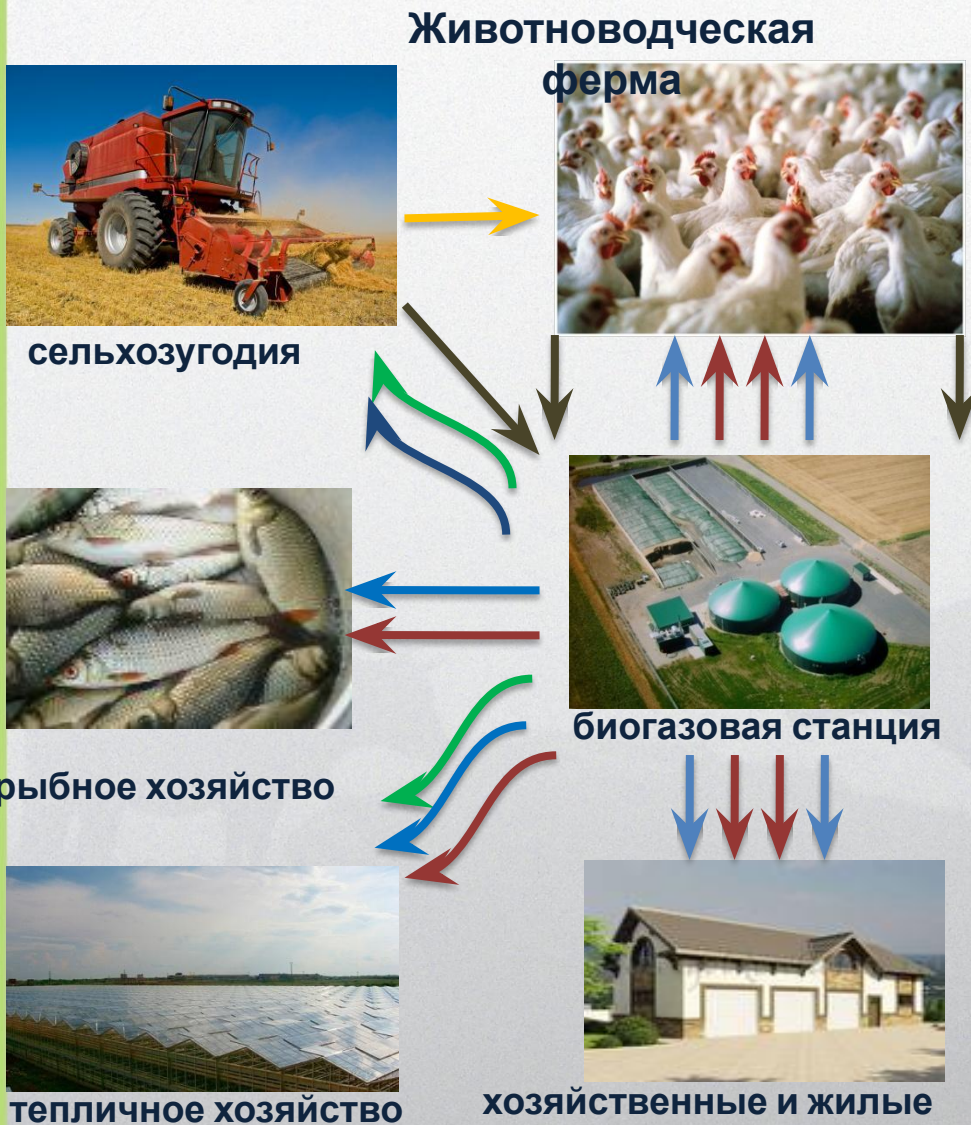 Животноводческая
ферма
сельхозугодия
биогазовая станция
рыбное хозяйство
тепличное хозяйство
хозяйственные и жилые